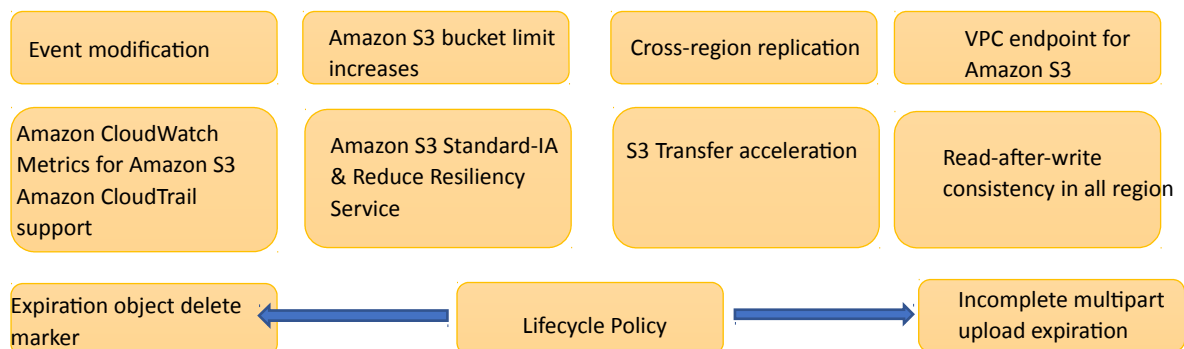 Event modification
Amazon S3 bucket limit
increases
Cross-region replication
VPC endpoint for
Amazon S3
Amazon CloudWatch
Metrics for Amazon S3
Amazon CloudTrail
support
Amazon S3 Standard-IA
& Reduce Resiliency
Service
S3 Transfer acceleration
Read-after-write
consistency in all region
Expiration object delete
marker
Lifecycle Policy
Incomplete multipart
upload expiration